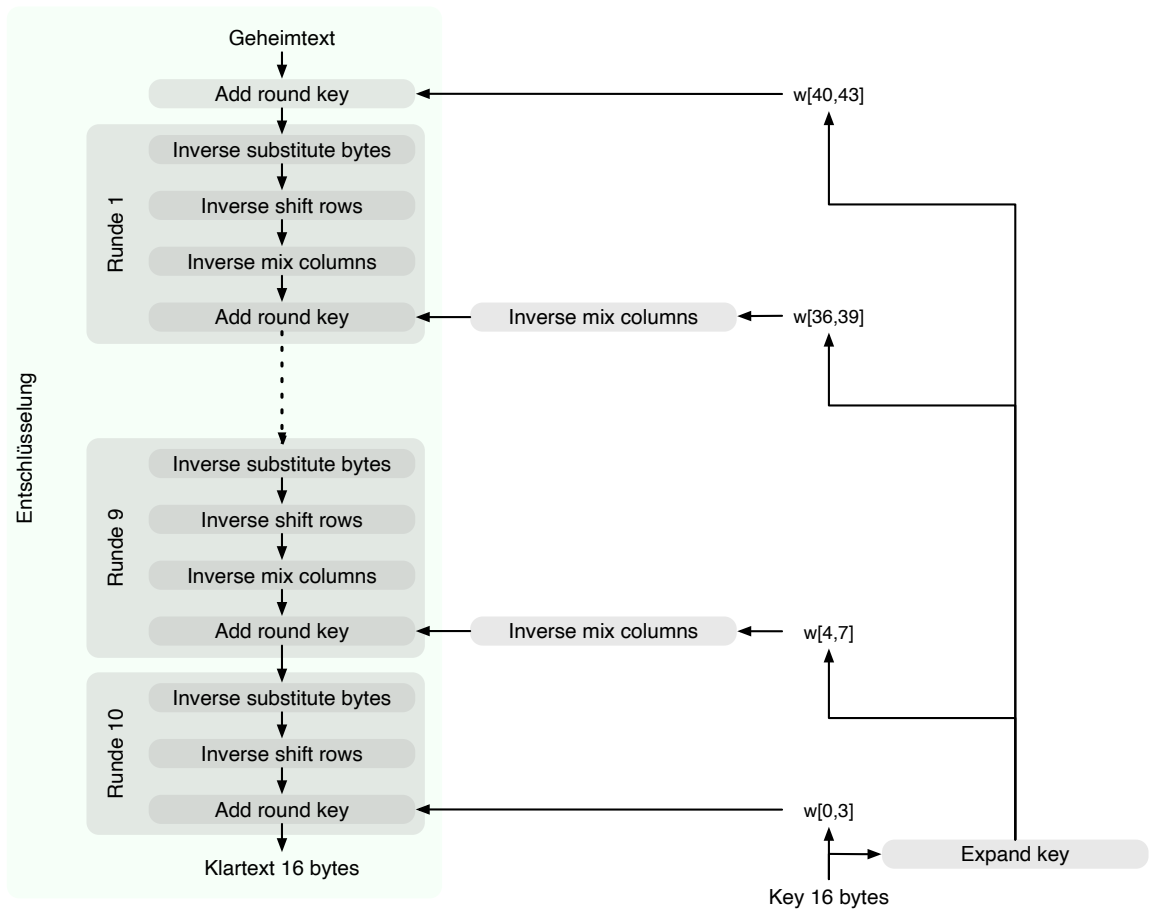 Geheimtext
Add round key
w[40,43]
Inverse substitute bytes
Inverse shift rows
Runde 1
Inverse mix columns
Add round key
Inverse mix columns
w[36,39]
Entschlüsselung
Inverse substitute bytes
Inverse shift rows
Runde 9
Inverse mix columns
Add round key
Inverse mix columns
w[4,7]
Inverse substitute bytes
Inverse shift rows
Runde 10
Add round key
w[0,3]
Klartext 16 bytes
Expand key
Key 16 bytes